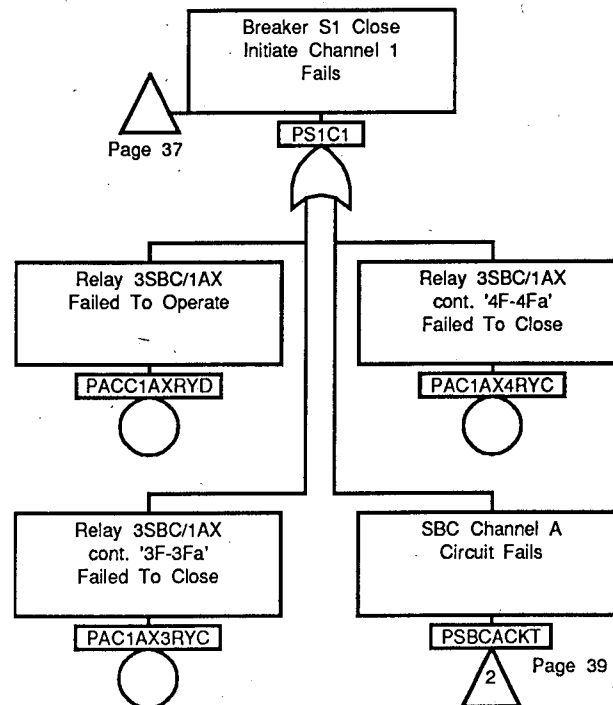 Breaker S1 Close
Initiate Channel 1
Fails
Page 37
PS1C1
Relay 3SBC/1AX
Failed To Operate
PACC1AXRYD
Relay 3SBC/1AX
cont. '4F-4Fa'
Failed To Close
PAC1AX4RYC
Relay 3SBC/1AX
cont. '3F-3Fa'
Failed To Close
PAC1AX3RYC
SBC Channel A
Circuit Fails
PSBCACKT
2
Page 39